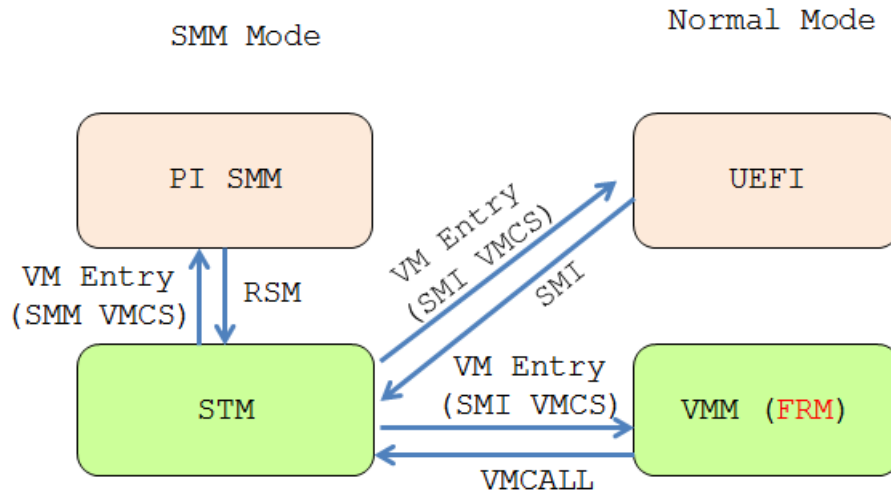 SMM Mode
Normal Mode
PI SMM
UEFI
VM Entry
(SMI VMCS)
SMI
VM Entry
(SMM VMCS)
RSM
VM Entry
(SMI VMCS)
STM
VMM (FRM)
VMCALL